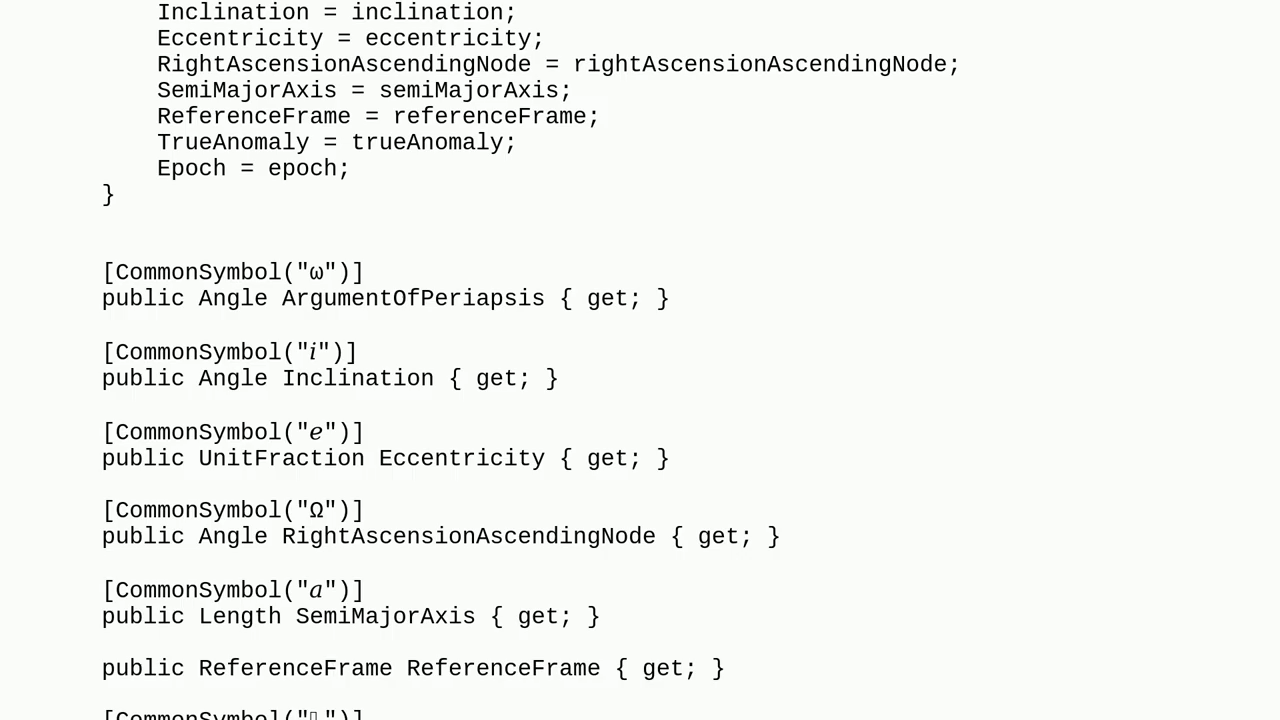 Inclination = inclination;
Eccentricity = eccentricity;
RightAscensionAscendingNode = rightAscensionAscendingNode;
SemiMajorAxis = semiMajorAxis;
ReferenceFrame = referenceFrame;
TrueAnomaly = trueAnomaly;
Epoch = epoch;
}
[CommonSymbol("ω")]
public Angle ArgumentOfPeriapsis { get; }
[CommonSymbol("𝑖")]
public Angle Inclination { get; }
[CommonSymbol("𝑒")]
public UnitFraction Eccentricity { get; }
[CommonSymbol("Ω")]
public Angle RightAscensionAscendingNode { get; }
[CommonSymbol("𝑎")]
public Length SemiMajorAxis { get; }
public ReferenceFrame ReferenceFrame { get; }
[CommonSymbol("")]